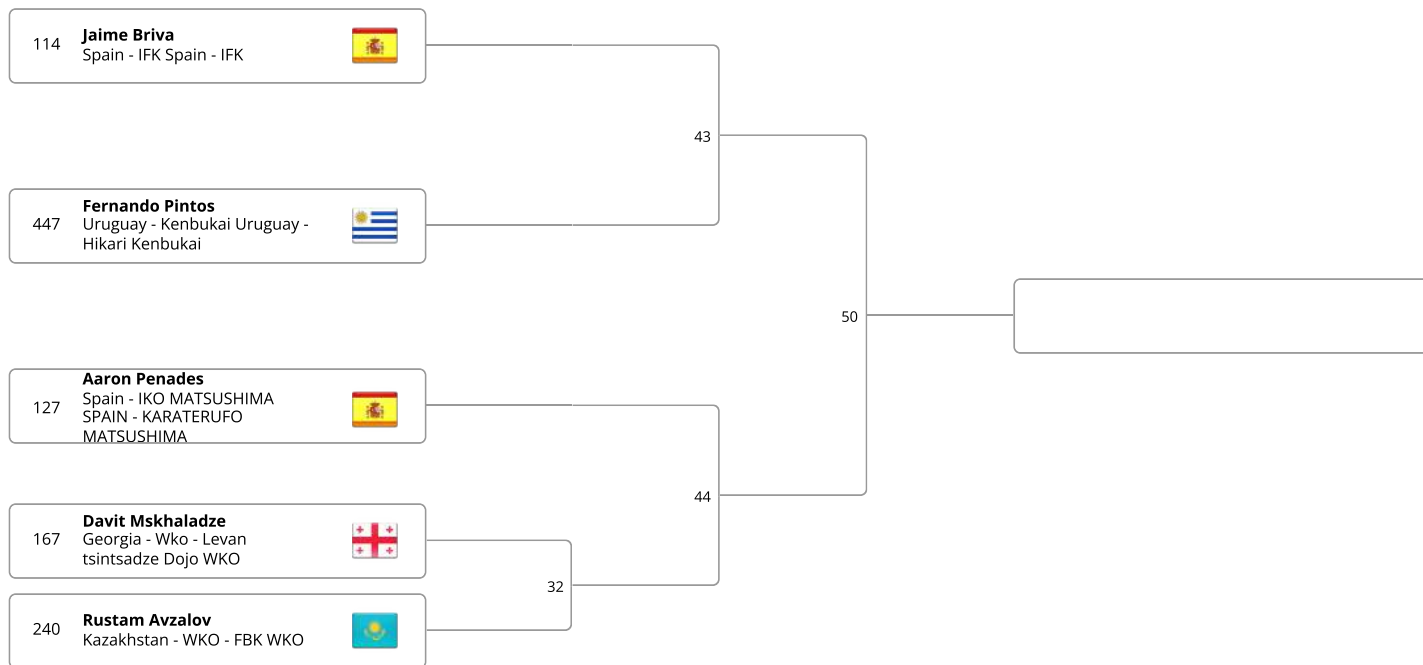 114
Jaime Briva
Spain - IFK Spain - IFK
43
447
Fernando Pintos
Uruguay - Kenbukai Uruguay -
Hikari Kenbukai
50
127
Aaron Penades
Spain - IKO MATSUSHIMA
SPAIN - KARATERUFO
MATSUSHIMA
44
167
Davit Mskhaladze
Georgia - Wko - Levan
tsintsadze Dojo WKO
32
240
Rustam Avzalov
Kazakhstan - WKO - FBK WKO